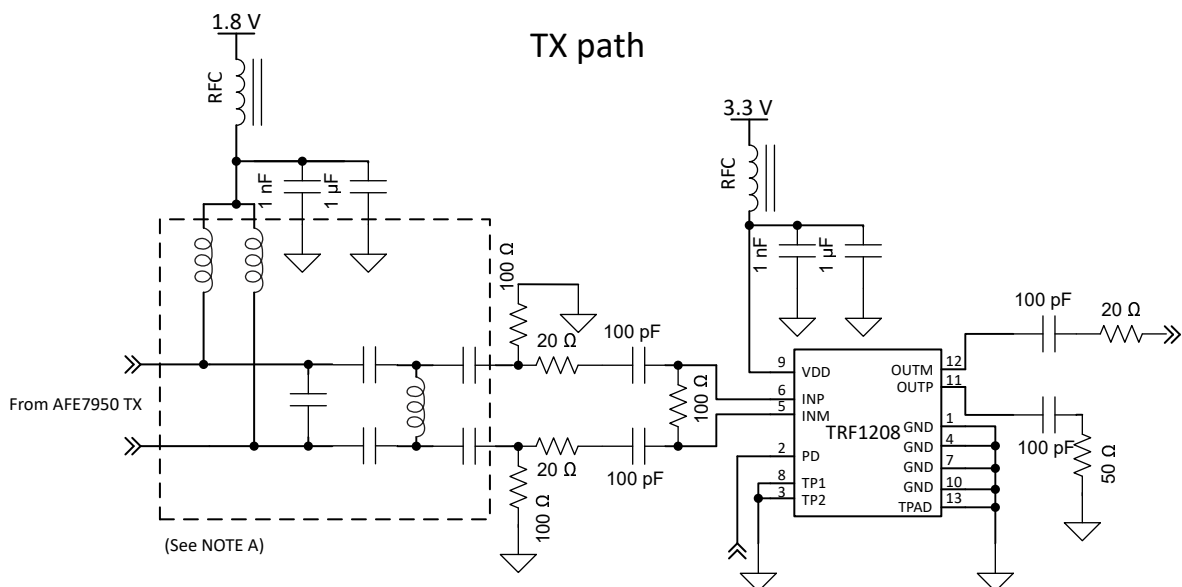 TX path
1.8 V
RFC
1 nF
1 µF
3.3 V
RFC
1 nF
1 µF
100 Ω
20 Ω
100 pF
100 Ω
100 pF
20 Ω
From AFE7950 TX
20 Ω
100 pF
100 Ω
(See NOTE A)
9
VDD
6
INP
5
INM
2
PD
8
TP1
3
TP2
TRF1208
OUTM
12
OUTP
11
GND
1
GND
4
GND
7
GND
10
TPAD
13
100 pF
50 Ω